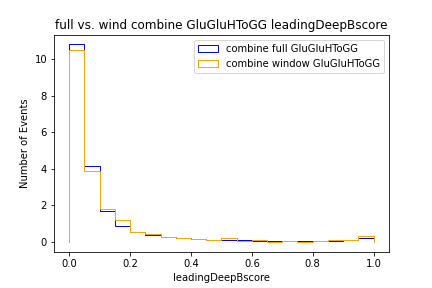 full vs. wind combine GluGluHToGG leadingDeepBscore
combine full GluGluHToGG
combine window GluGluHToGG
Number of Events
10
8
6
4
2
0
0.0 0.2 0.4 0.6 0.8 1.0
leadingDeepBscore